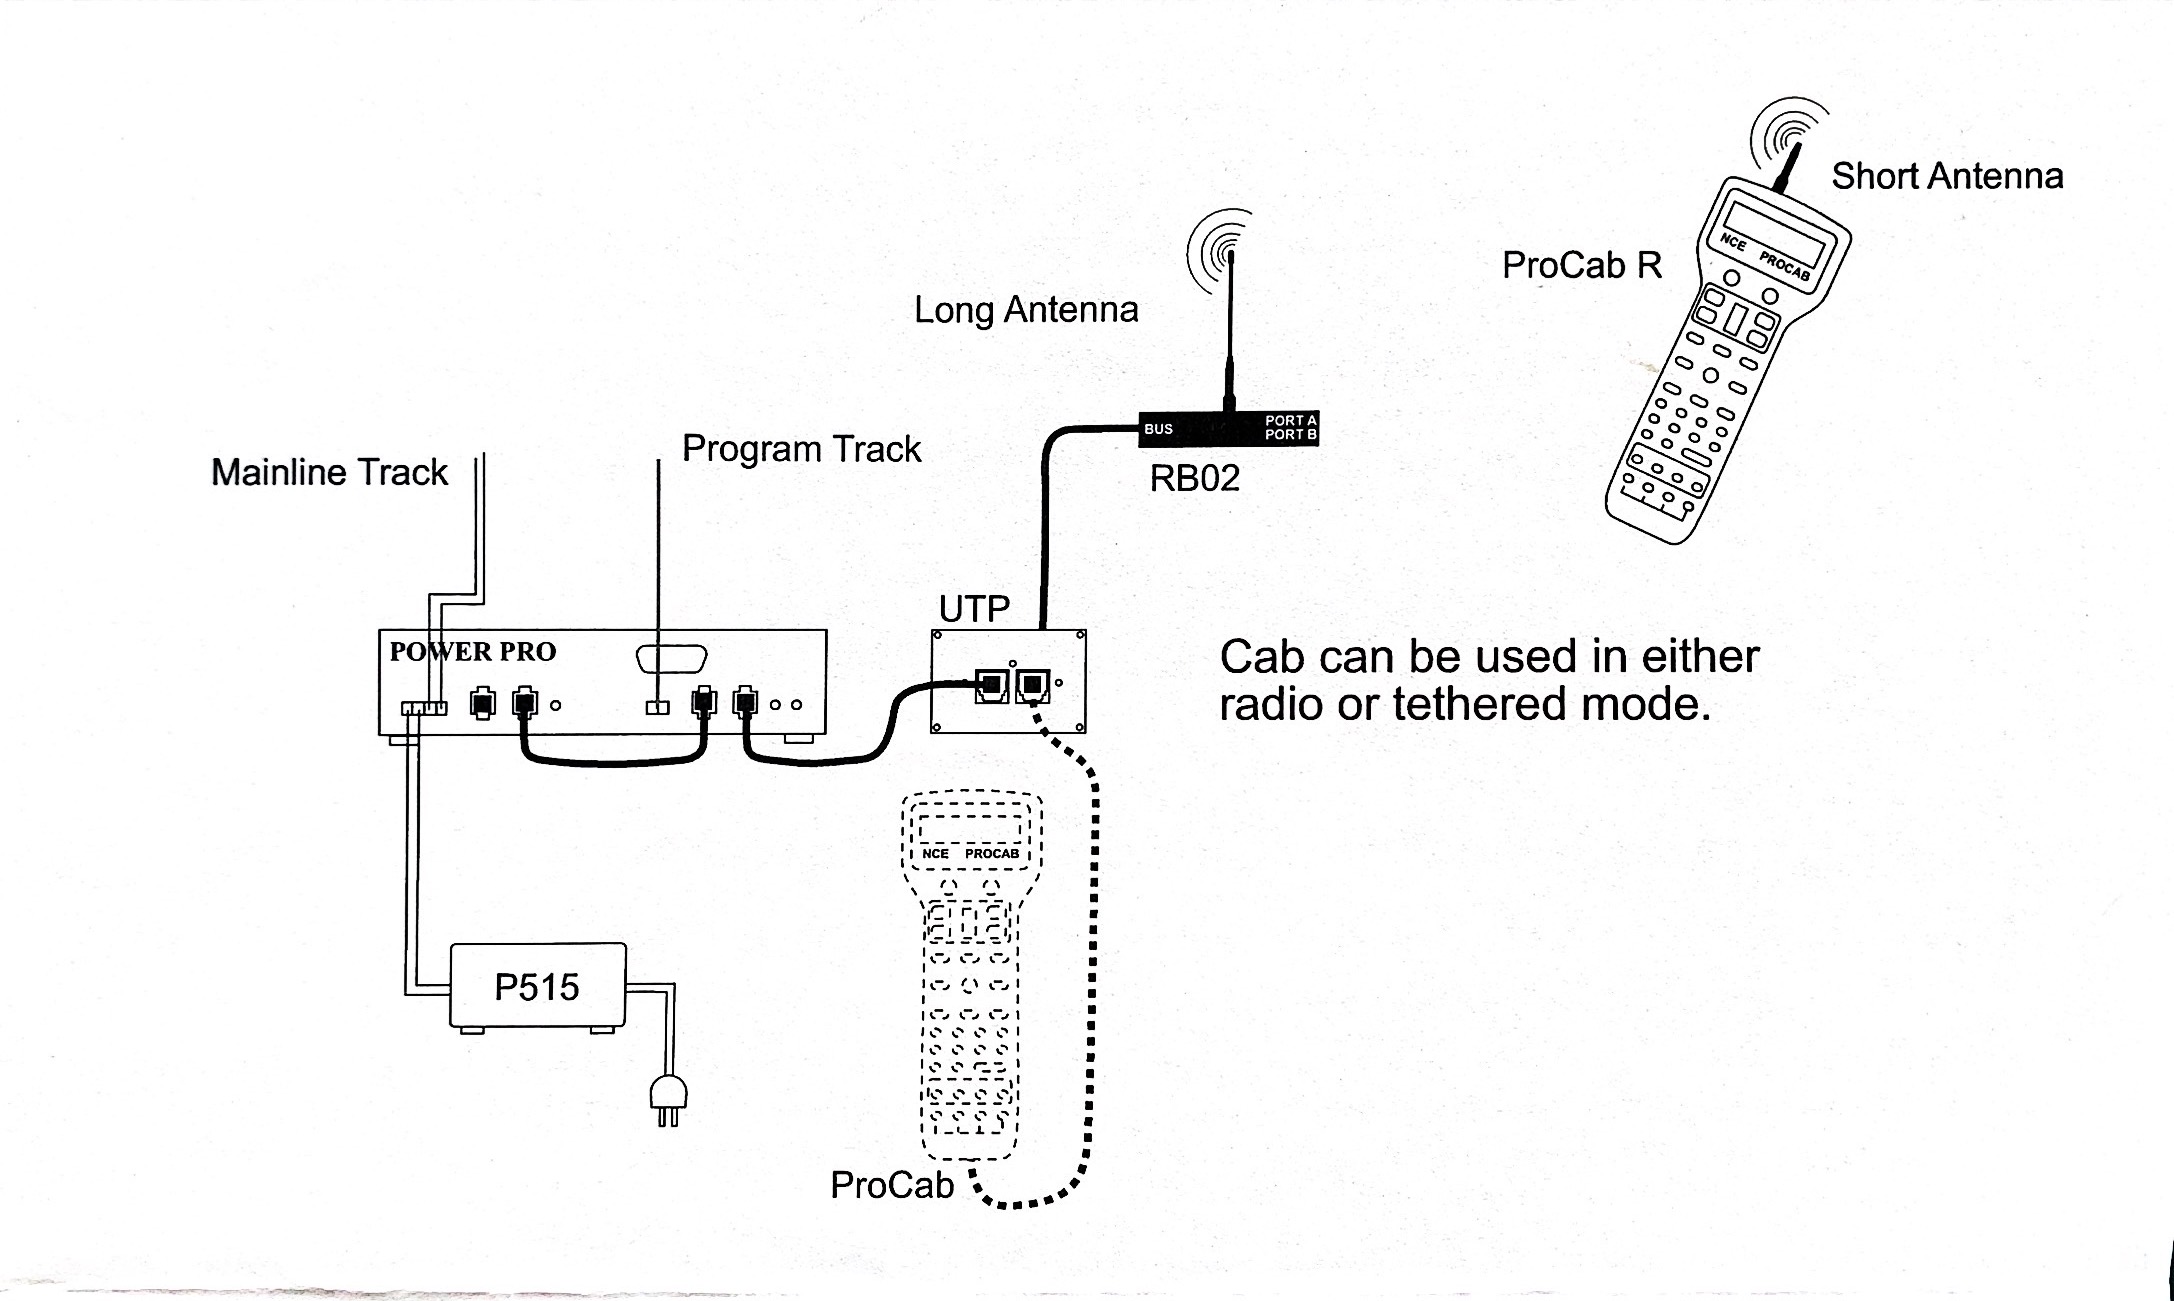 Short Antenna
NCE PROCAB
ProCab R
Long Antenna
BUS
PORT A
PORT B
RB02
Mainline Track
Program Track
UTP
POWER PRO
Cab can be used in either
radio or tethered mode.
NCE PROCAB
P515
ProCab